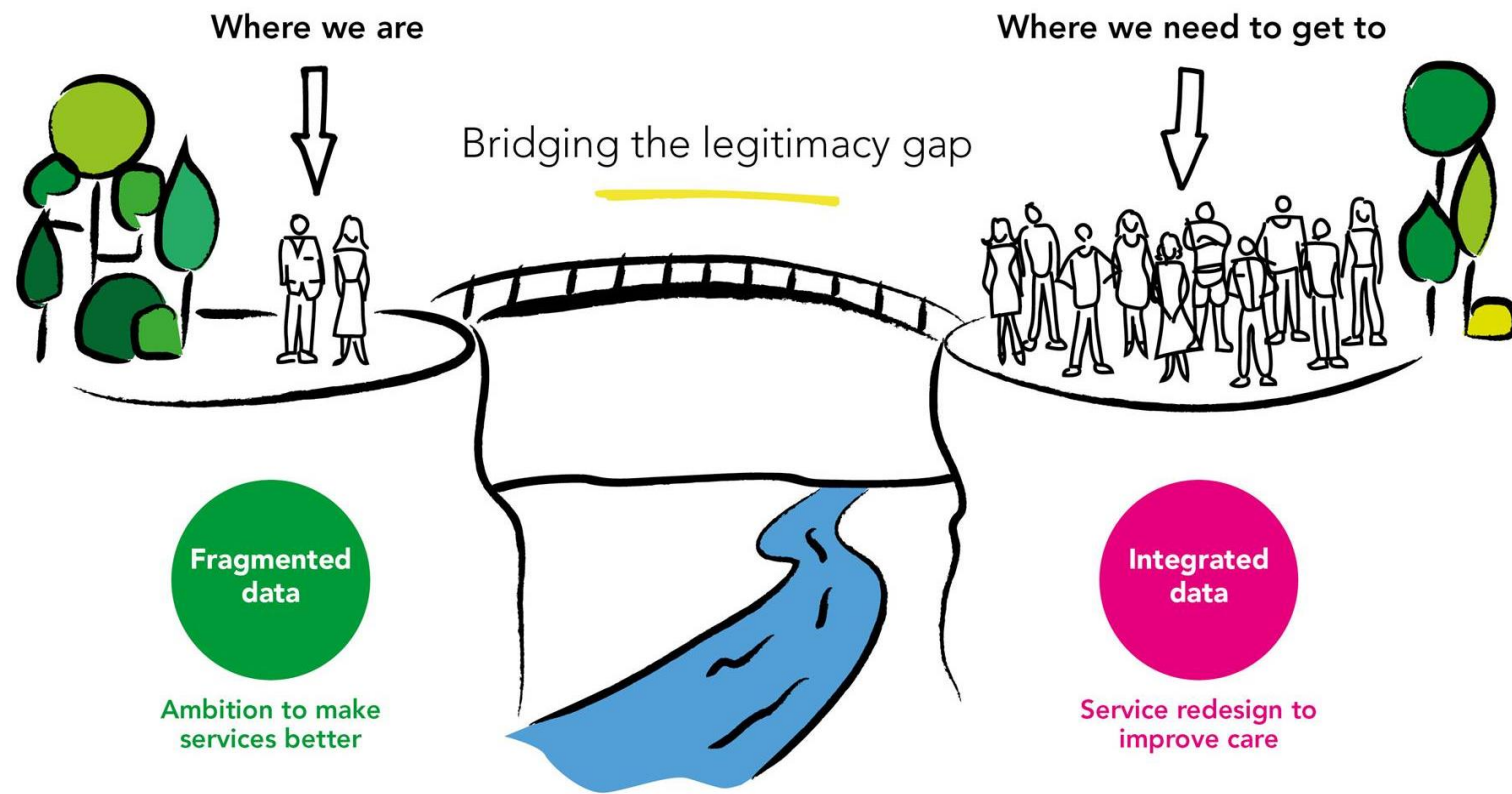 Where we are
Where we need to get to
Bridging the legitimacy gap
Fragmented
data
Integrated
data
Ambition to make
services better
Service redesign to
improve care